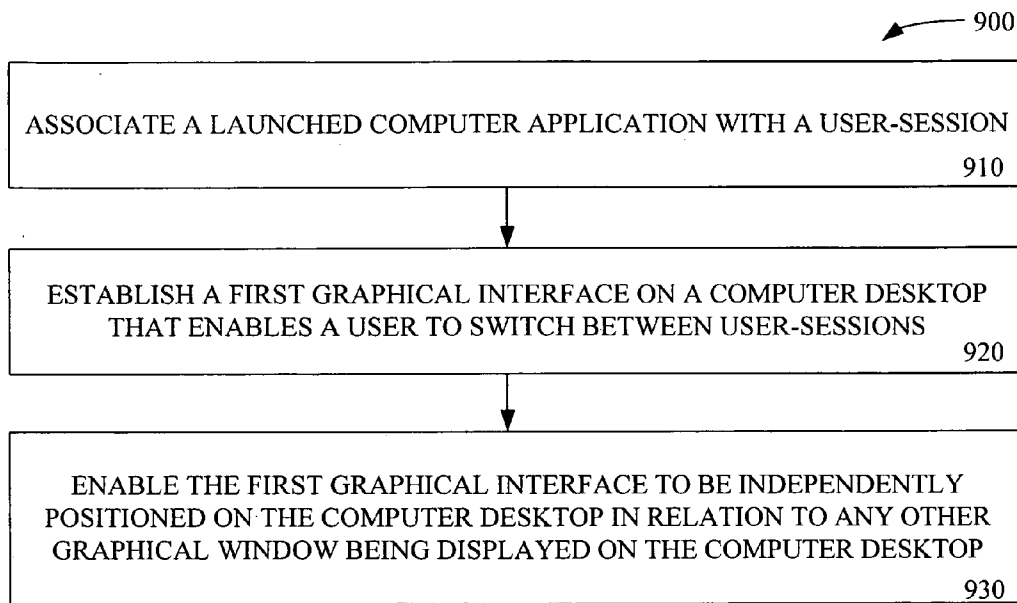 900
ASSOCIATE A LAUNCHED COMPUTER APPLICATION WITH A USER-SESSION
910
ESTABLISH A FIRST GRAPHICAL INTERFACE ON A COMPUTER DESKTOP
THAT ENABLES A USER TO SWITCH BETWEEN USER-SESSIONS
920
ENABLE THE FIRST GRAPHICAL INTERFACE TO BE INDEPENDENTLY
POSITIONED ON THE COMPUTER DESKTOP IN RELATION TO ANY OTHER
GRAPHICAL WINDOW BEING DISPLAYED ON THE COMPUTER DESKTOP
930